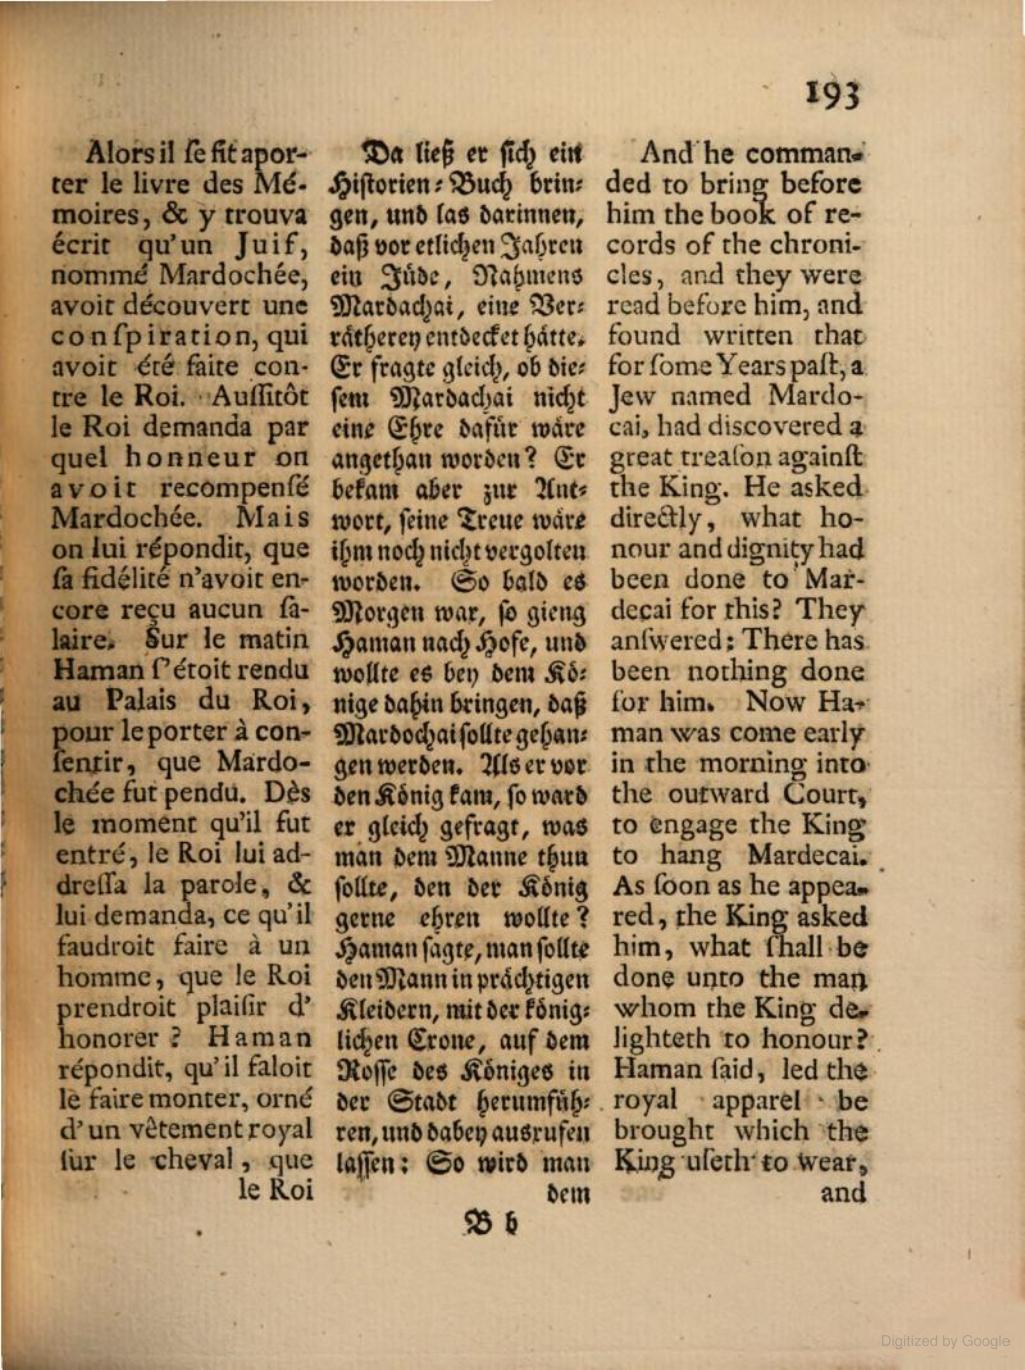 193
Alors il ſe fit apor-
ter le livre des Mé-
moires, & y trouva
écrit qu'un Juif,
nommé Mardochée,
avoit découvert une
conſpiration, qui
avoit été faite con-
tre le Roi. Auſſitôt
le Roi demanda par
quel honneur on
avoit recompenſé
Mardochée. Mais
on lui répondit, que
ſa fidélité n'avoit en-
core reçu aucun ſa-
laire. Sur le matin
Haman ſ'étoit rendu
au Palais du Roi,
pour le porter à con-
ſentir, que Mardo-
chée fut pendu. Dès
le moment qu'il fut
entré, le Roi lui ad-
dreſſa la parole, &
lui demanda, ce qu'il
faudroit faire à un
homme, que le Roi
prendroit plaiſir d'
honorer? Haman
répondit, qu'il faloit
le faire monter, orné
d'un vêtement royal
ſur le cheval, que
le Roi
Da ließ er ſich ein
Hiſtorien-Buch brin-
gen, und las darinnen,
daß vor etlichen Jahren
ein Jüde, Nahmens
Mardachai, eine Ver-
rätherey entdecket hätte.
Er fragte gleich, ob die-
ſem Mardachai nicht
eine Ehre dafür wäre
angethan worden? Er
bekam aber zur Ant-
wort, ſeine Treue wäre
ihm noch nicht vergolten
worden. So bald es
Morgen war, ſo gieng
Haman nach Hofe, und
wollte es bey dem Kö-
nige dahin bringen, daß
Mardochai ſollte gehan-
gen werden. Als er vor
den König kam, ſo ward
er gleich gefragt, was
man dem Manne thun
ſollte, den der König
gerne ehren wollte?
Haman ſagte, man ſollte
den Mann in prächtigen
Kleidern, mit der könig-
lichen Crone, auf dem
Roſſe des Königes in
der Stadt herumfüh-
ren, und dabey ausrufen
laſſen: So wird man
dem
And he comman-
ded to bring before
him the book of re-
cords of the chroni-
cles, and they were
read before him, and
found written that
for ſome Years paſt, a
Jew named Mardo-
cai, had discovered a
great treaſon againſt
the King. He asked
directly, what ho-
nour and dignity had
been done to Mar-
decai for this? They
anſwered: There has
been nothing done
for him. Now Ha-
man was come early
in the morning into
the outward Court,
to engage the King
to hang Mardecai.
As ſoon as he appea-
red, the King asked
him, what ſhall be
done unto the man
whom the King de-
lighteth to honour?
Haman ſaid, led the
royal apparel be
brought which the
King uſeth to wear,
and
B b
Digitized by Google